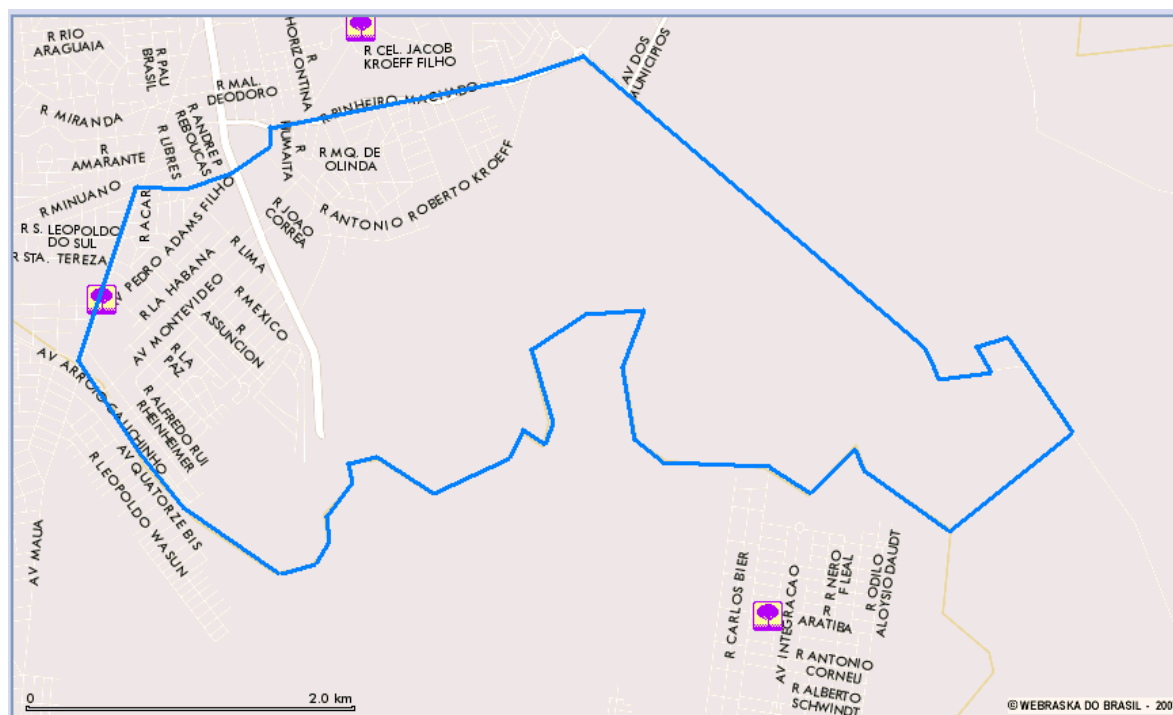 R RIO
ARAGUAIA
R PAU
BRASIL
R
HORIZONTINA
R CEL. JACOB
KROEFF FILHO
AV DOS
MUNICIPIOS
R MAL.
DEODORO
R PINHEIRO MACHADO
R MIRANDA
R ANDRE P
REBOUCAS
R UBRES
R
HUMAITA
R
AMARANTE
R MQ. DE
OLINDA
R ANTONIO ROBERTO KROEFF
R MINUANO
R ACAR
R JOAO
CORREA
R S. LEOPOLDO
DO SUL
R STA. TEREZA
AV PEDRO ADAMS FILHO
R LIMA
R LA HABANA
AV MONTEVIDEO
R MEXICO
R
ASSUNCION
R LA
PAZ
AV ARROIO GAUCHINHO
R ALFREDO RUI
RHEINHEIMER
AV QUATORZE BIS
R LEOPOLDO WASUN
AV MAUA
R CARLOS BIER
AV INTEGRACAO
R NERO
F LEAL
R ODILO
ALOYSIO DAUDT
R
ARATIBA
R ANTONIO
CORNEU
R ALBERTO
SCHWINDT
0 2.0 km
© WEBRASKA DO BRASIL - 200